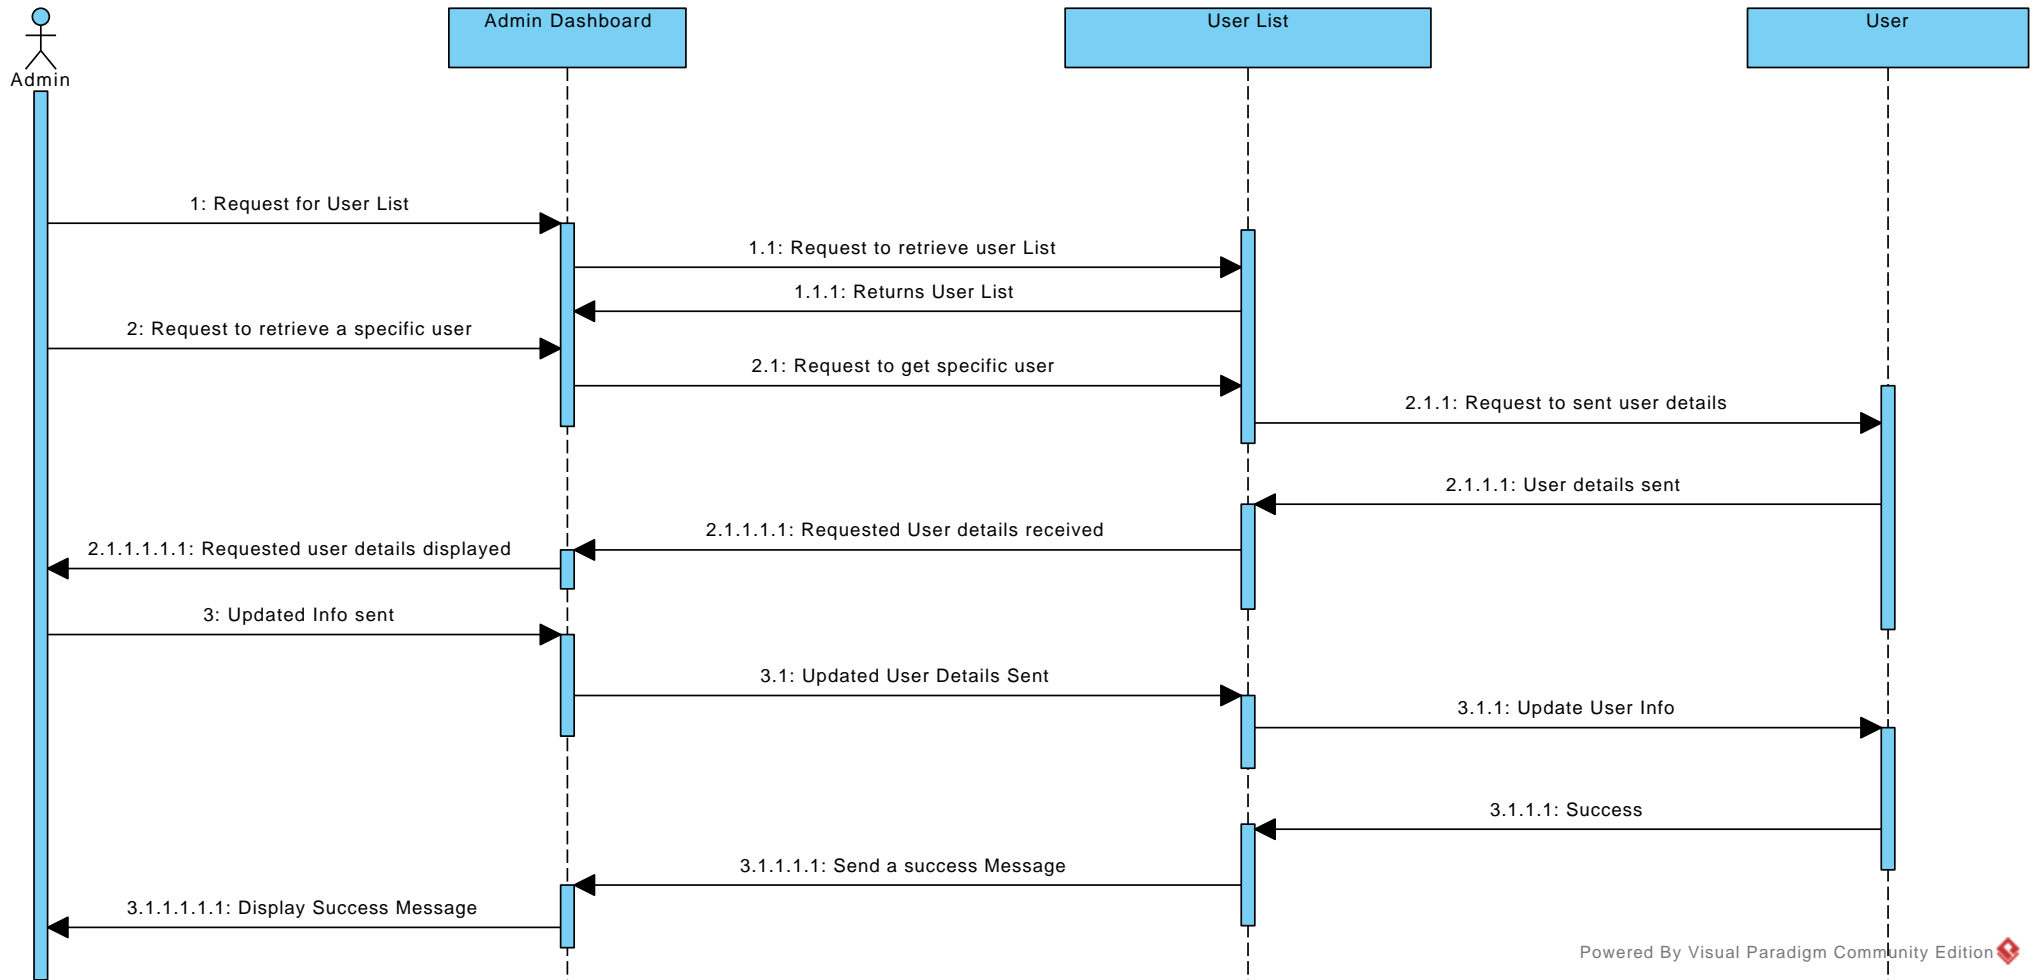 Admin Dashboard
User List
User
Admin
1: Request for User List
1.1: Request to retrieve user List
1.1.1: Returns User List
2: Request to retrieve a specific user
2.1: Request to get specific user
2.1.1: Request to sent user details
2.1.1.1: User details sent
2.1.1.1.1: Requested User details received
2.1.1.1.1.1: Requested user details displayed
3: Updated Info sent
3.1: Updated User Details Sent
3.1.1: Update User Info
3.1.1.1: Success
3.1.1.1.1: Send a success Message
3.1.1.1.1.1: Display Success Message
Powered By Visual Paradigm Community Edition